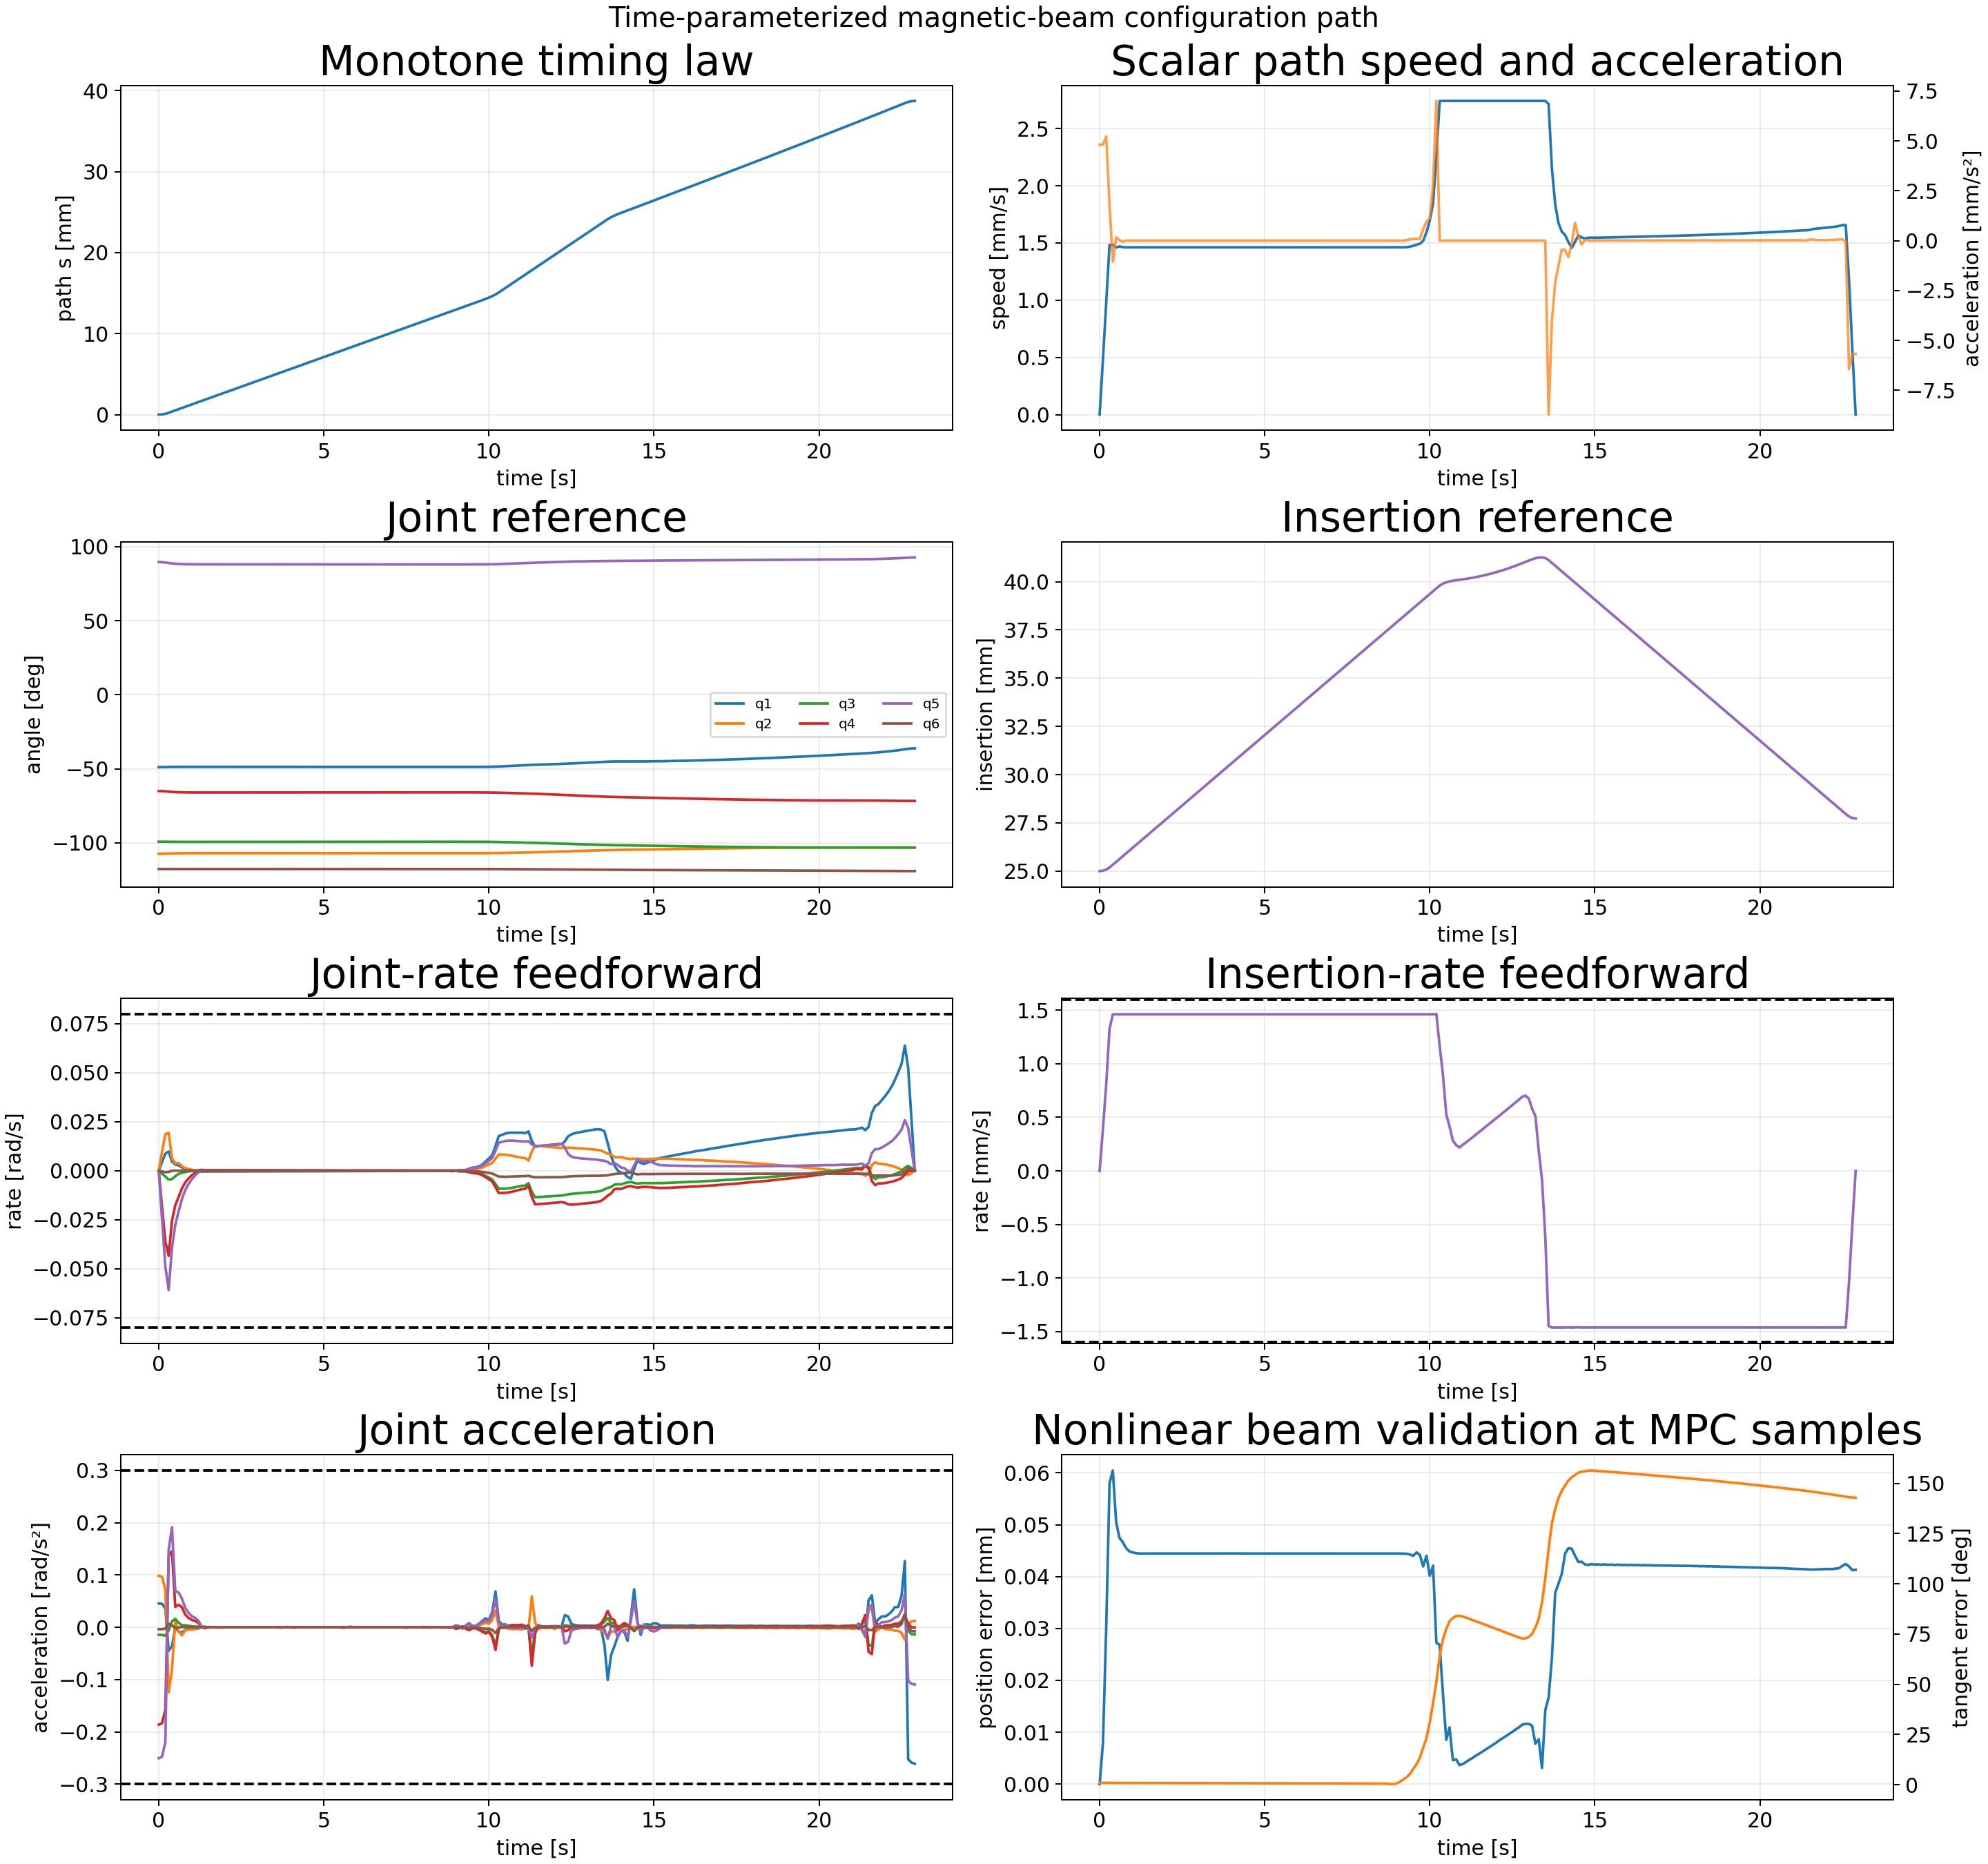 Time-parameterized magnetic-beam configuration path
Monotone timing law
40
30
20
10
0
path s [mm]
0 5 10 15 20
time [s]
Scalar path speed and acceleration
2.5
2.0
1.5
1.0
0.5
0.0
speed [mm/s]
7.5
5.0
2.5
0.0
−2.5
−5.0
−7.5
acceleration [mm/s²]
0 5 10 15 20
time [s]
Joint reference
100
50
0
−50
−100
angle [deg]
q1 q3 q5
q2 q4 q6
0 5 10 15 20
time [s]
Insertion reference
40.0
37.5
35.0
32.5
30.0
27.5
25.0
insertion [mm]
0 5 10 15 20
time [s]
Joint-rate feedforward
0.075
0.050
0.025
0.000
−0.025
−0.050
−0.075
rate [rad/s]
0 5 10 15 20
time [s]
Insertion-rate feedforward
1.5
1.0
0.5
0.0
−0.5
−1.0
−1.5
rate [mm/s]
0 5 10 15 20
time [s]
Joint acceleration
0.3
0.2
0.1
0.0
−0.1
−0.2
−0.3
acceleration [rad/s²]
0 5 10 15 20
time [s]
Nonlinear beam validation at MPC samples
0.06
0.05
0.04
0.03
0.02
0.01
0.00
position error [mm]
150
125
100
75
50
25
0
tangent error [deg]
0 5 10 15 20
time [s]